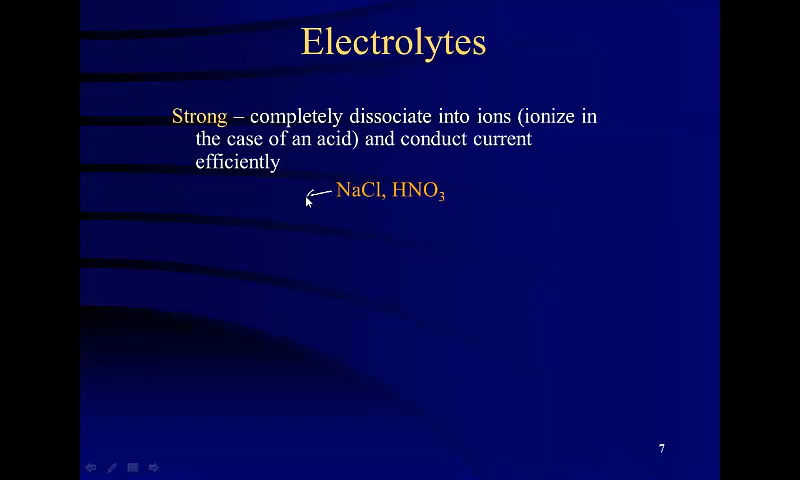 Electrolytes
Strong – completely dissociate into ions (ionize in
the case of an acid) and conduct current
efficiently
NaCl, HNO₃
7